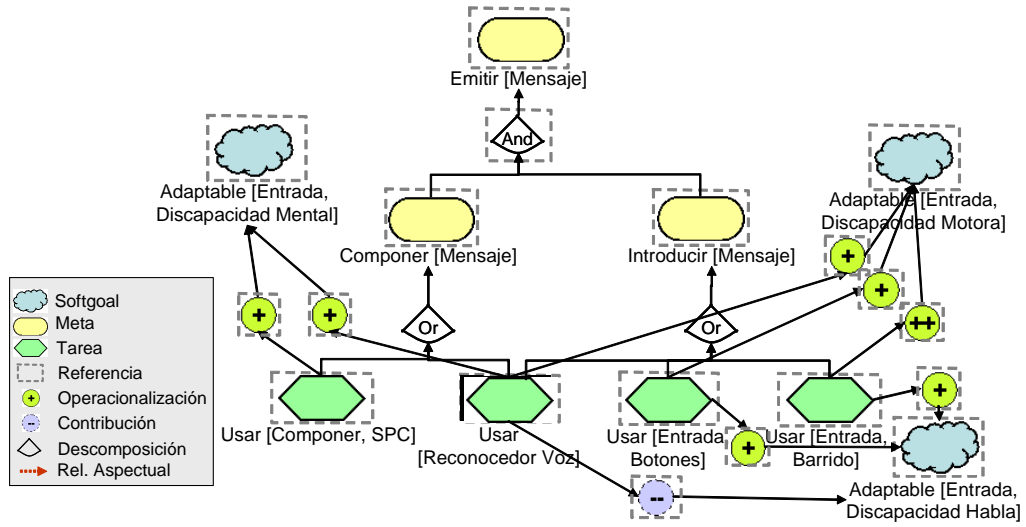 Emitir [Mensaje]
And
Adaptable [Entrada,
Discapacidad Mental]
Adaptable [Entrada,
Discapacidad Motora]
Componer [Mensaje]
Introducir [Mensaje]
+
+
++
+
+
Or
Or
Softgoal
Meta
Tarea
Referencia
+ Operacionalización
-- Contribución
Descomposición
Rel. Aspectual
Usar [Componer, SPC]
Usar
[Reconocedor Voz]
Usar [Entrada
Botones]
Usar [Entrada,
Barrido]
+
+
--
Adaptable [Entrada,
Discapacidad Habla]